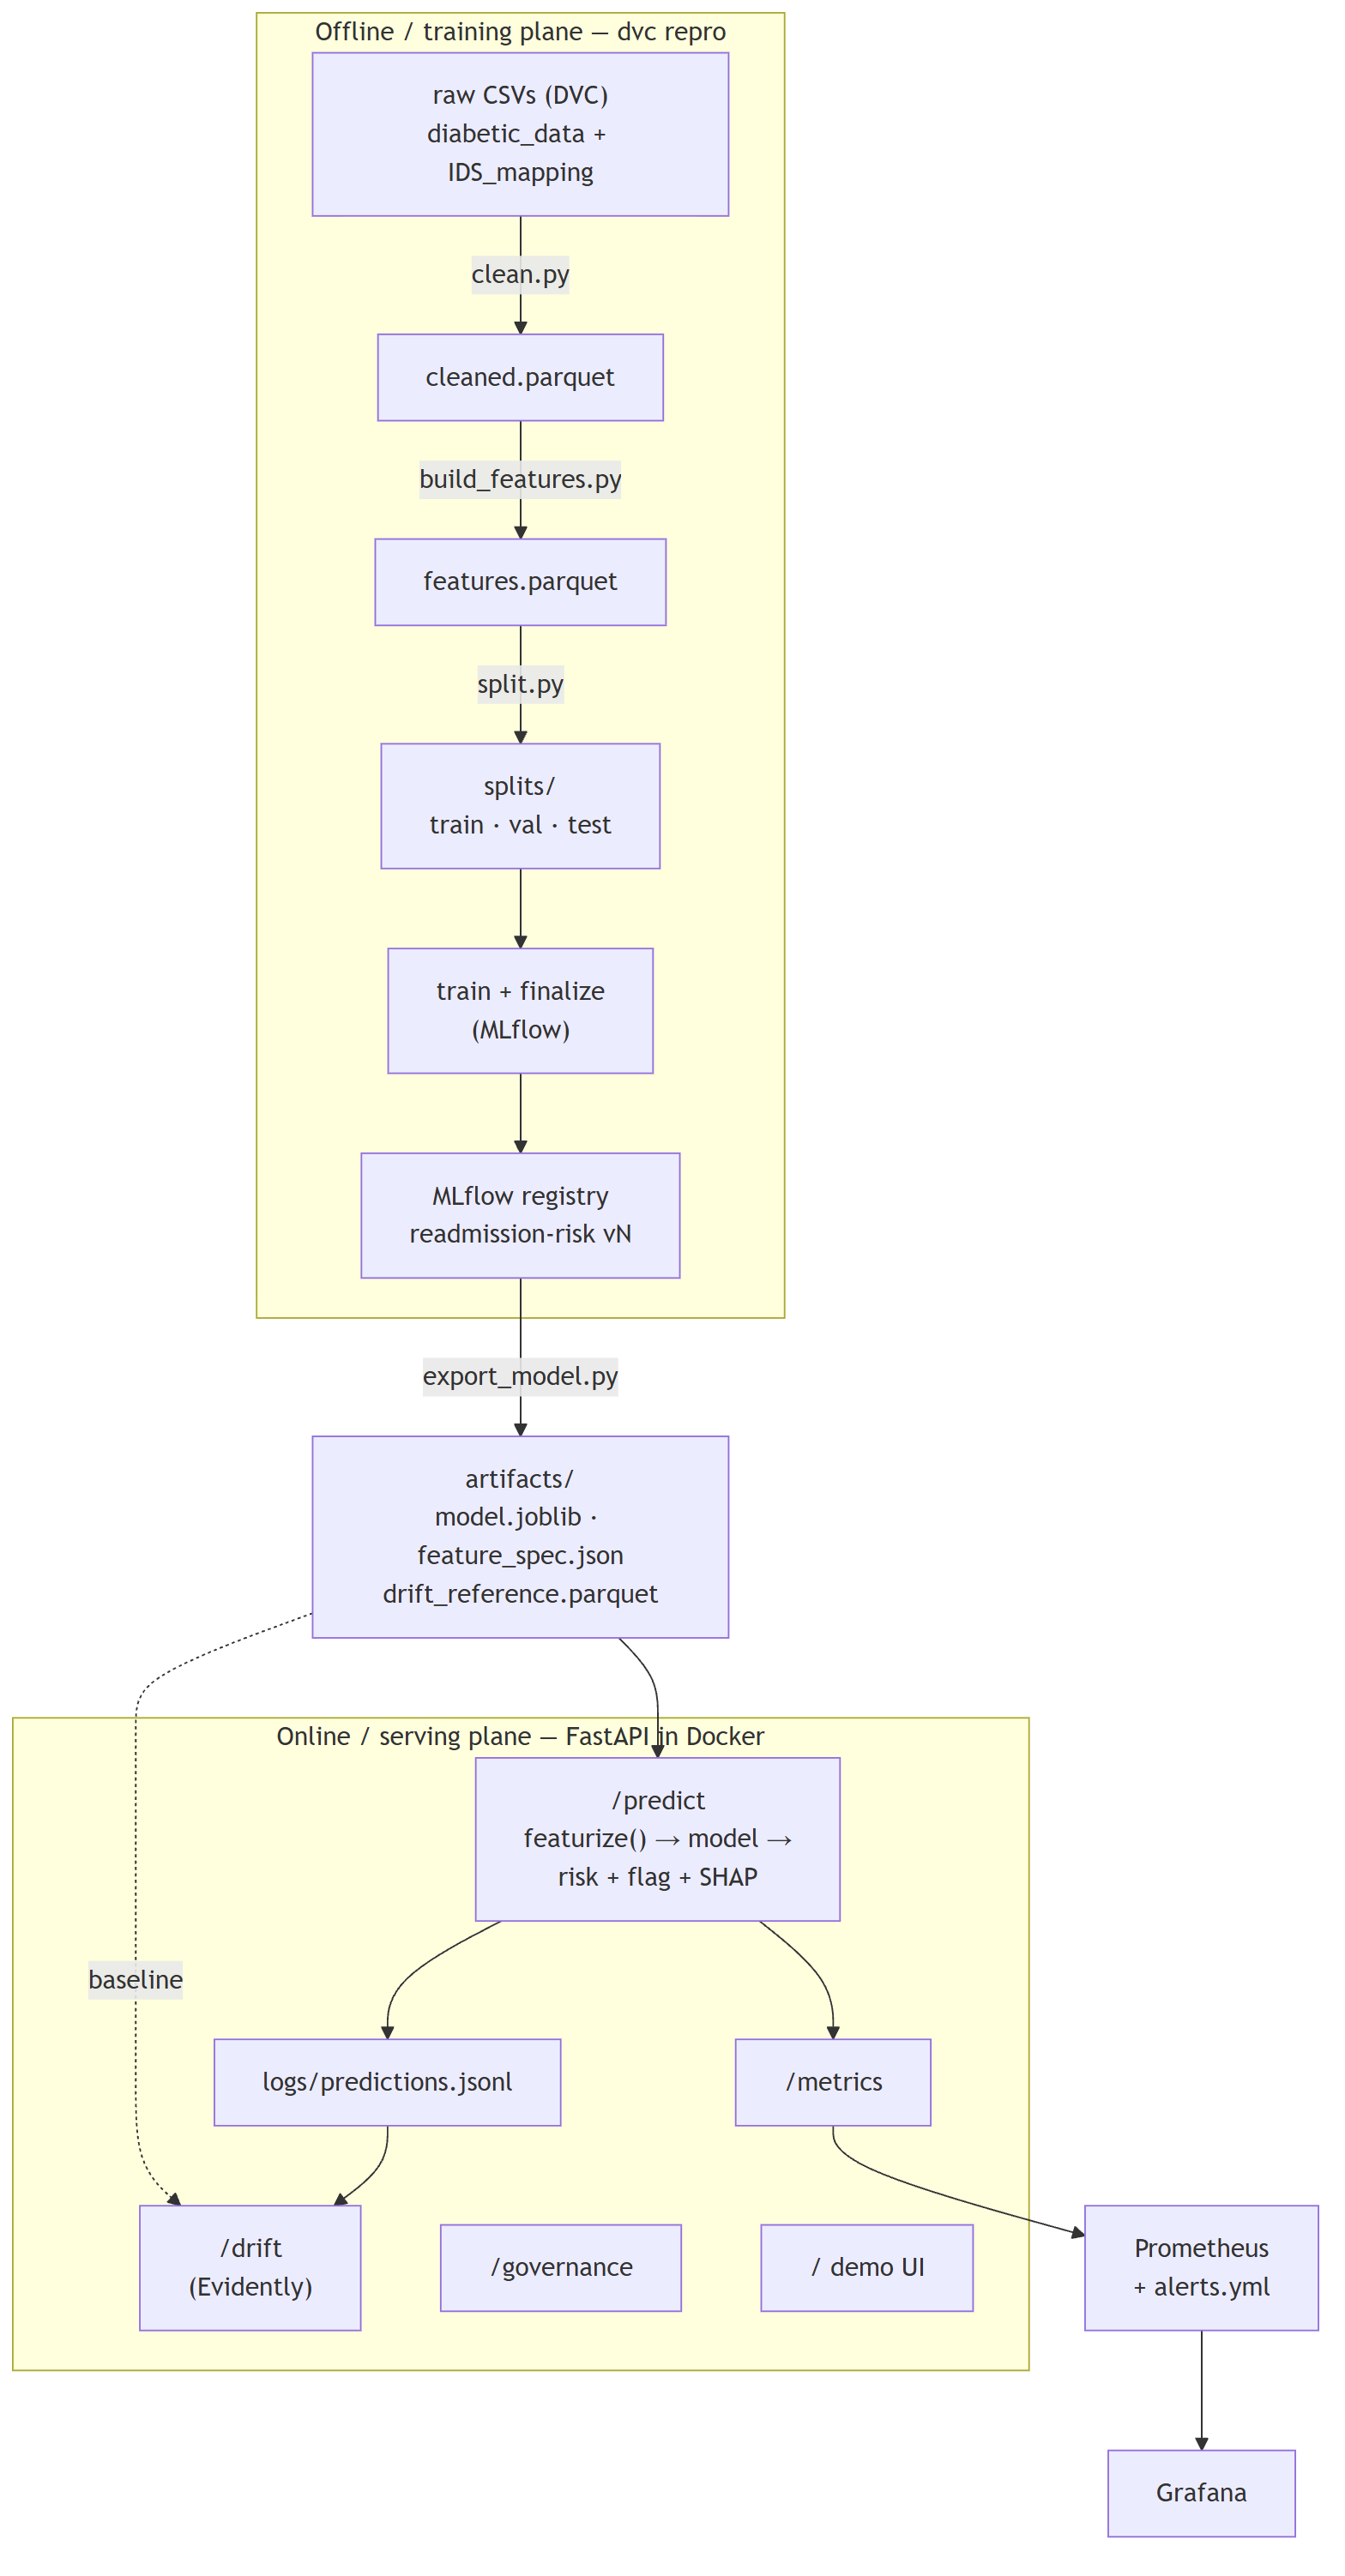 Offline / training plane — dvc repro
raw CSVs (DVC)
diabetic_data +
IDS_mapping
clean.py
cleaned.parquet
build_features.py
features.parquet
split.py
splits/
train · val · test
train + finalize
(MLflow)
MLflow registry
readmission-risk vN
export_model.py
artifacts/
model.joblib ·
feature_spec.json
drift_reference.parquet
Online / serving plane — FastAPI in Docker
/predict
featurize() → model →
risk + flag + SHAP
baseline
logs/predictions.jsonl
/metrics
/drift
(Evidently)
/governance
/ demo UI
Prometheus
+ alerts.yml
Grafana